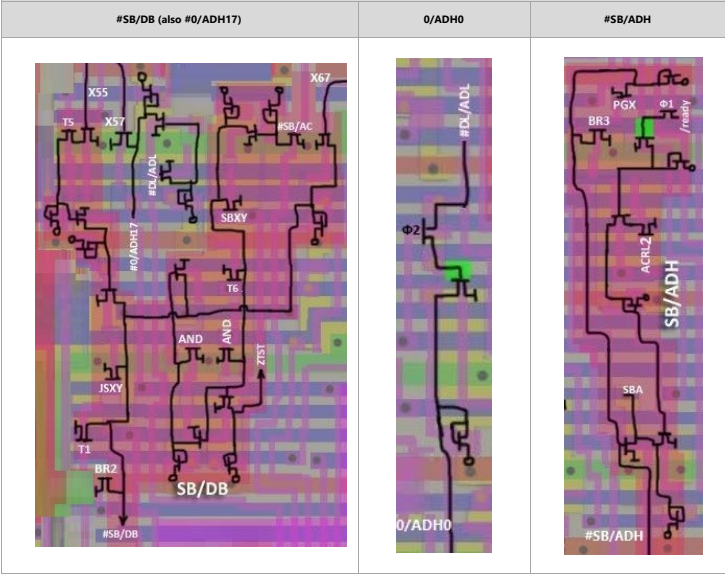 #SB/DB (also #0/ADH17)
0/ADH0
#SB/ADH
X55
X67
T5
X57
#SB/AC
#DL/ADL
SBXY
#0/ADH17
T6
AND
AND
ZTST
JSXY
T1
BR2
SB/DB
#SB/DB
#DL/ADL
Φ2
0/ADH0
PGX
Φ1
/ready
BR3
ACRL2
SB/ADH
SBA
#SB/ADH